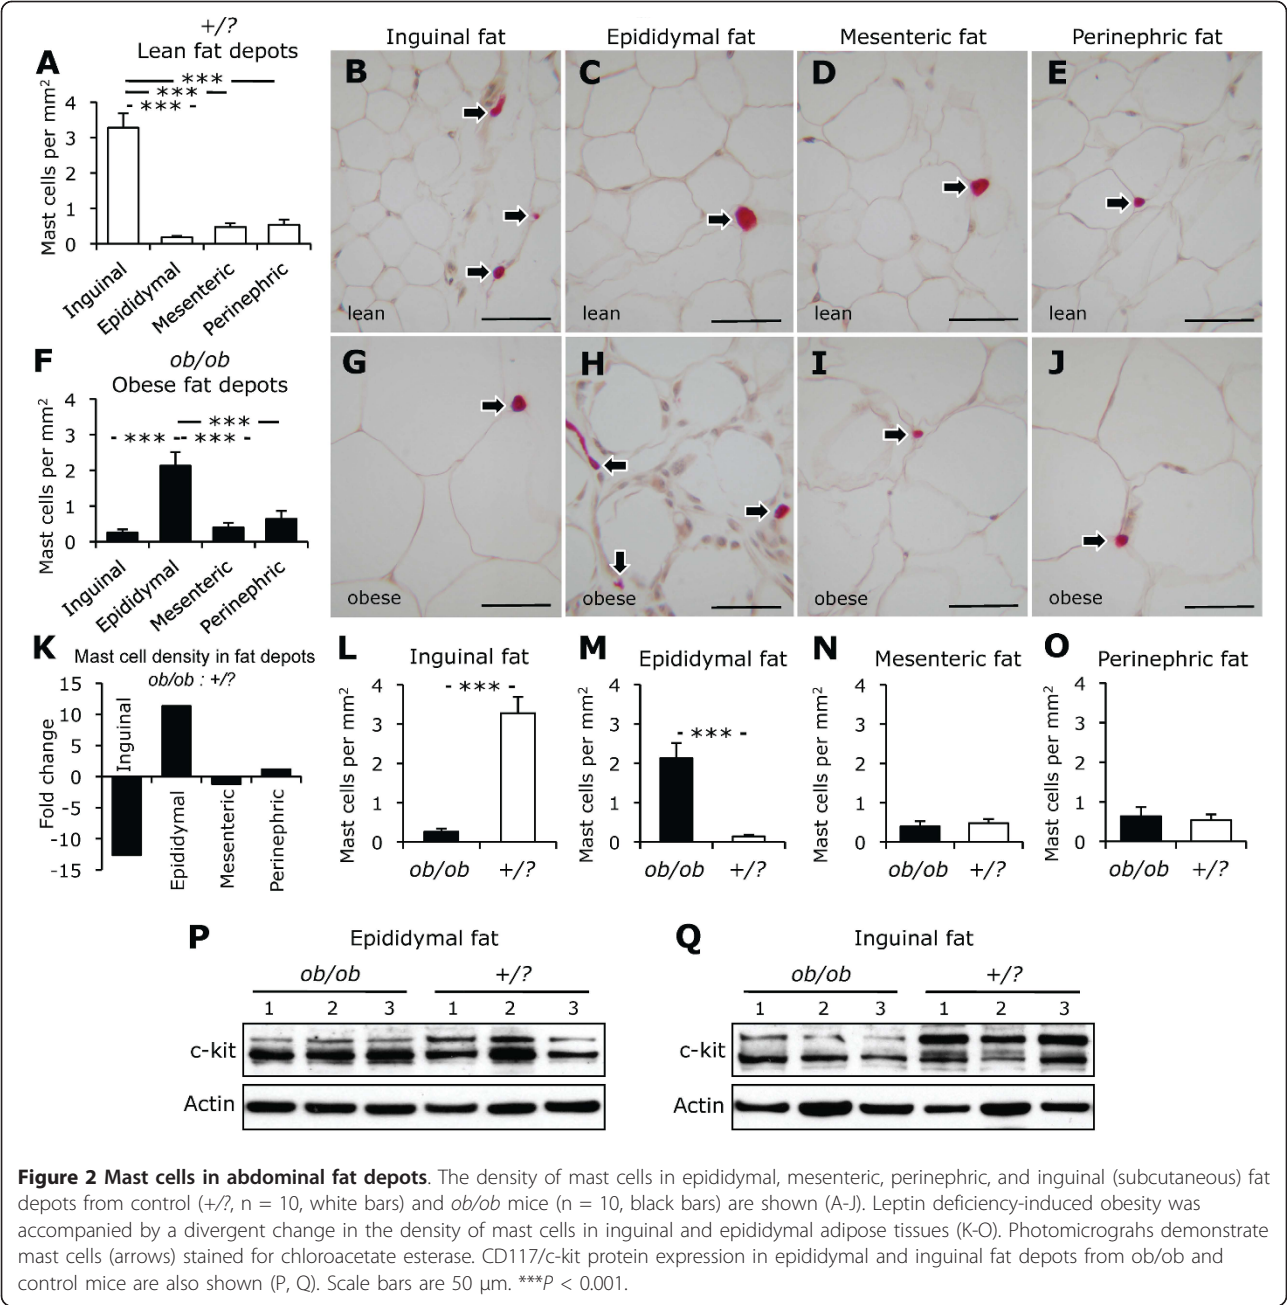 +/?
Lean fat depots
A
***
***
- *** -
Mast cells per mm²
4
3
2
1
0
Inguinal
Epididymal
Mesenteric
Perinephric
Inguinal fat
Epididymal fat
Mesenteric fat
Perinephric fat
B
lean
C
lean
D
lean
E
lean
F
ob/ob
Obese fat depots
***
- *** -- *** -
Mast cells per mm²
4
3
2
1
0
Inguinal
Epididymal
Mesenteric
Perinephric
G
obese
H
obese
I
obese
J
obese
K
Mast cell density in fat depots
ob/ob : +/?
Fold change
15
10
5
0
-5
-10
-15
Inguinal
Epididymal
Mesenteric
Perinephric
L
Inguinal fat
- *** -
Mast cells per mm²
4
3
2
1
0
ob/ob +/?
M
Epididymal fat
- *** -
Mast cells per mm²
4
3
2
1
0
ob/ob +/?
N
Mesenteric fat
Mast cells per mm²
4
3
2
1
0
ob/ob +/?
O
Perinephric fat
Mast cells per mm²
4
3
2
1
0
ob/ob +/?
P
Epididymal fat
ob/ob +/?
1 2 3 1 2 3
c-kit
Actin
Q
Inguinal fat
ob/ob +/?
1 2 3 1 2 3
c-kit
Actin
Figure 2 Mast cells in abdominal fat depots. The density of mast cells in epididymal, mesenteric, perinephric, and inguinal (subcutaneous) fat
depots from control (+/?, n = 10, white bars) and ob/ob mice (n = 10, black bars) are shown (A-J). Leptin deficiency-induced obesity was
accompanied by a divergent change in the density of mast cells in inguinal and epididymal adipose tissues (K-O). Photomicrograhs demonstrate
mast cells (arrows) stained for chloroacetate esterase. CD117/c-kit protein expression in epididymal and inguinal fat depots from ob/ob and
control mice are also shown (P, Q). Scale bars are 50 μm. ***P < 0.001.